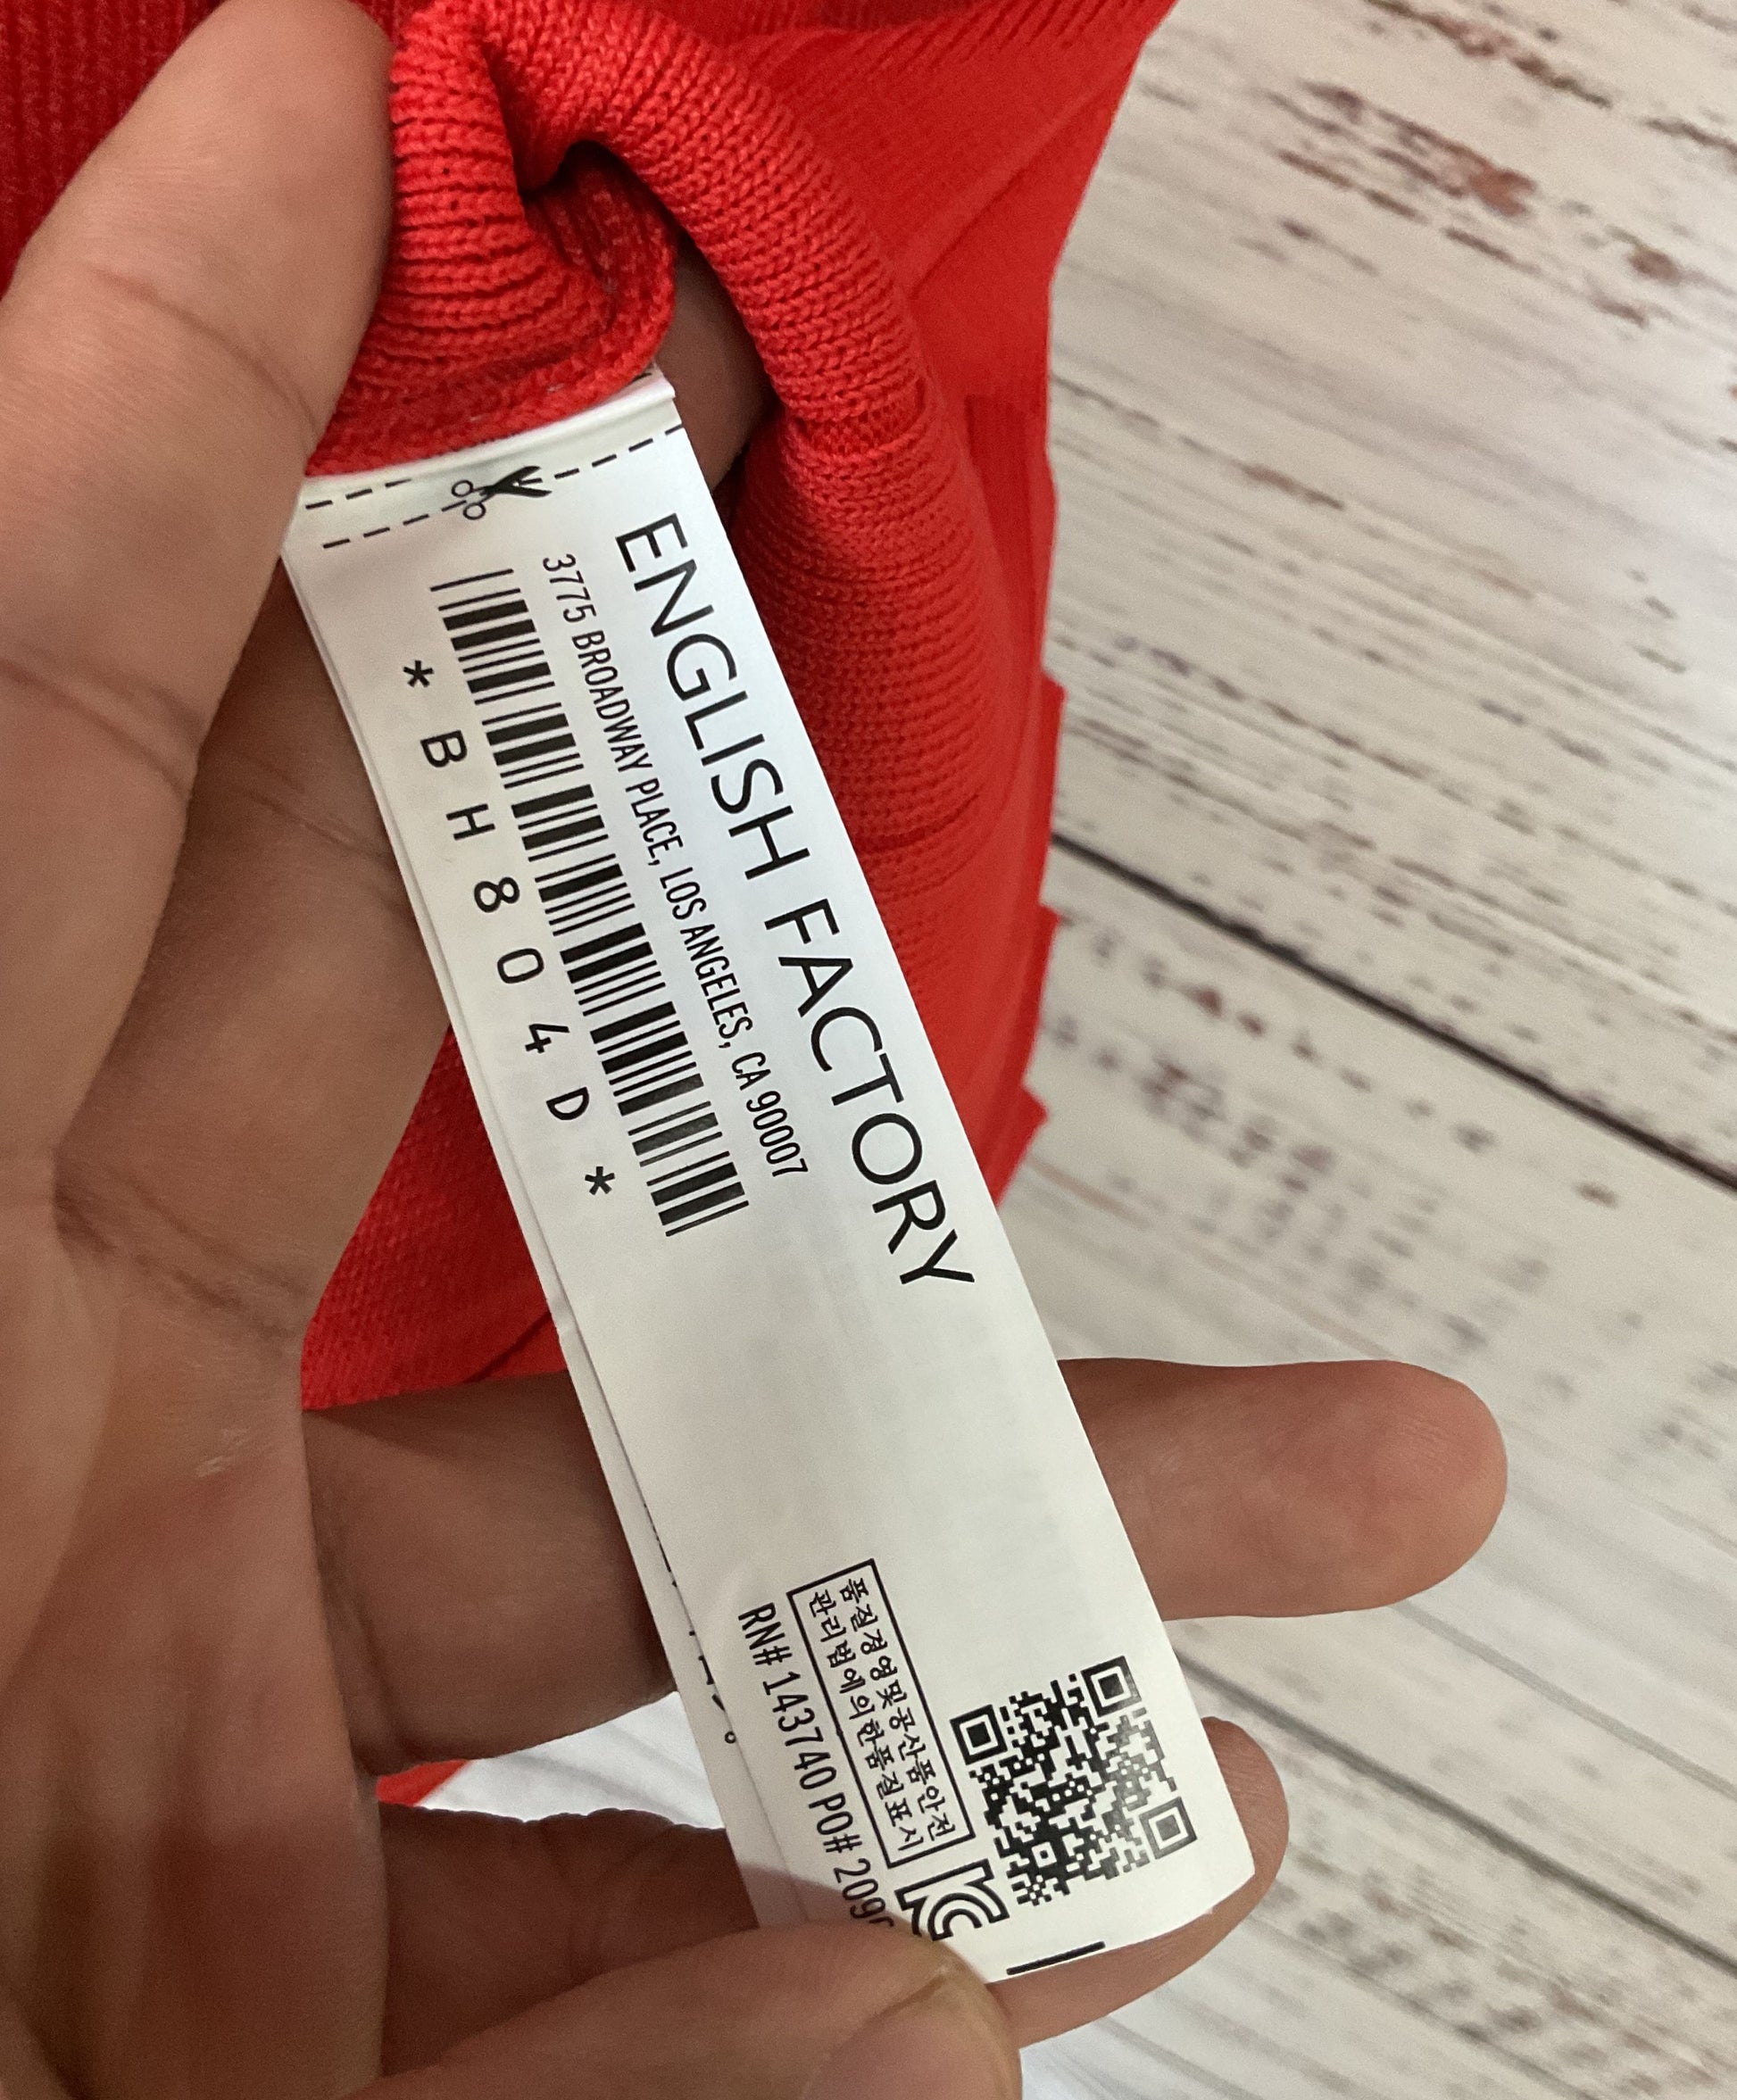 ENGLISH FACTORY
3775 BROADWAY PLACE, LOS ANGELES, CA 90007
*BH804D*
품질경영및공산품안전
관리법에의한품질표시
RN# 143740 PO#